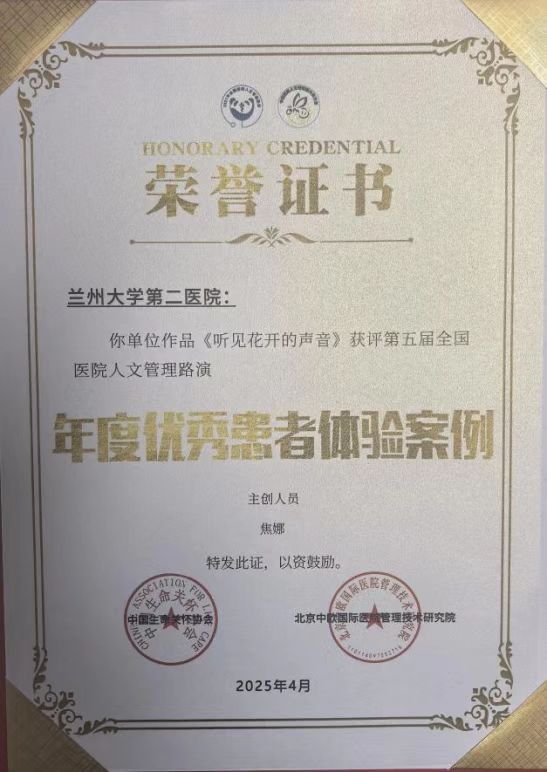 HONORARY CREDENTIAL
荣誉证书
兰州大学第二医院：
你单位作品《听见花开的声音》获评第五届全国
医院人文管理路演
年度优秀患者体验案例
主创人员
焦娜
特发此证，以资鼓励。
中国生命关怀协会
北京中欧国际医院管理技术研究院
2025年4月